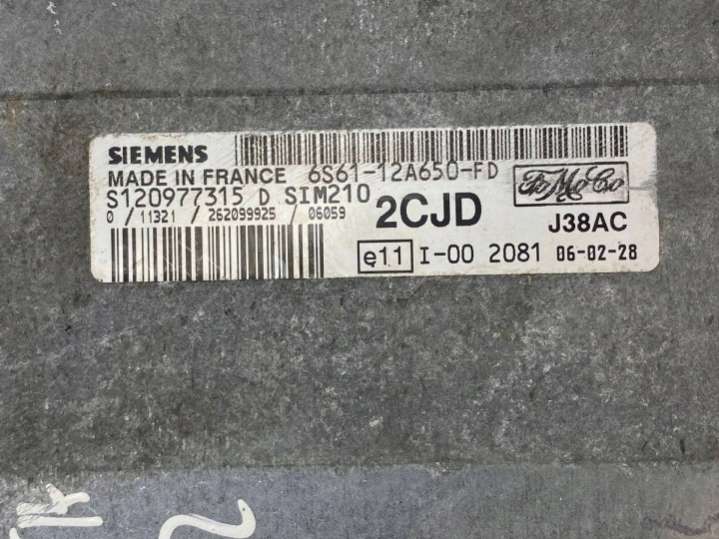 SIEMENS
MADE IN FRANCE 6S61-12A650-FD
FoMoCo
S120977315 D SIM210
0 / 11321 / 262099925 / 06059
2CJD
J38AC
e11 I-00 2081 06-02-28